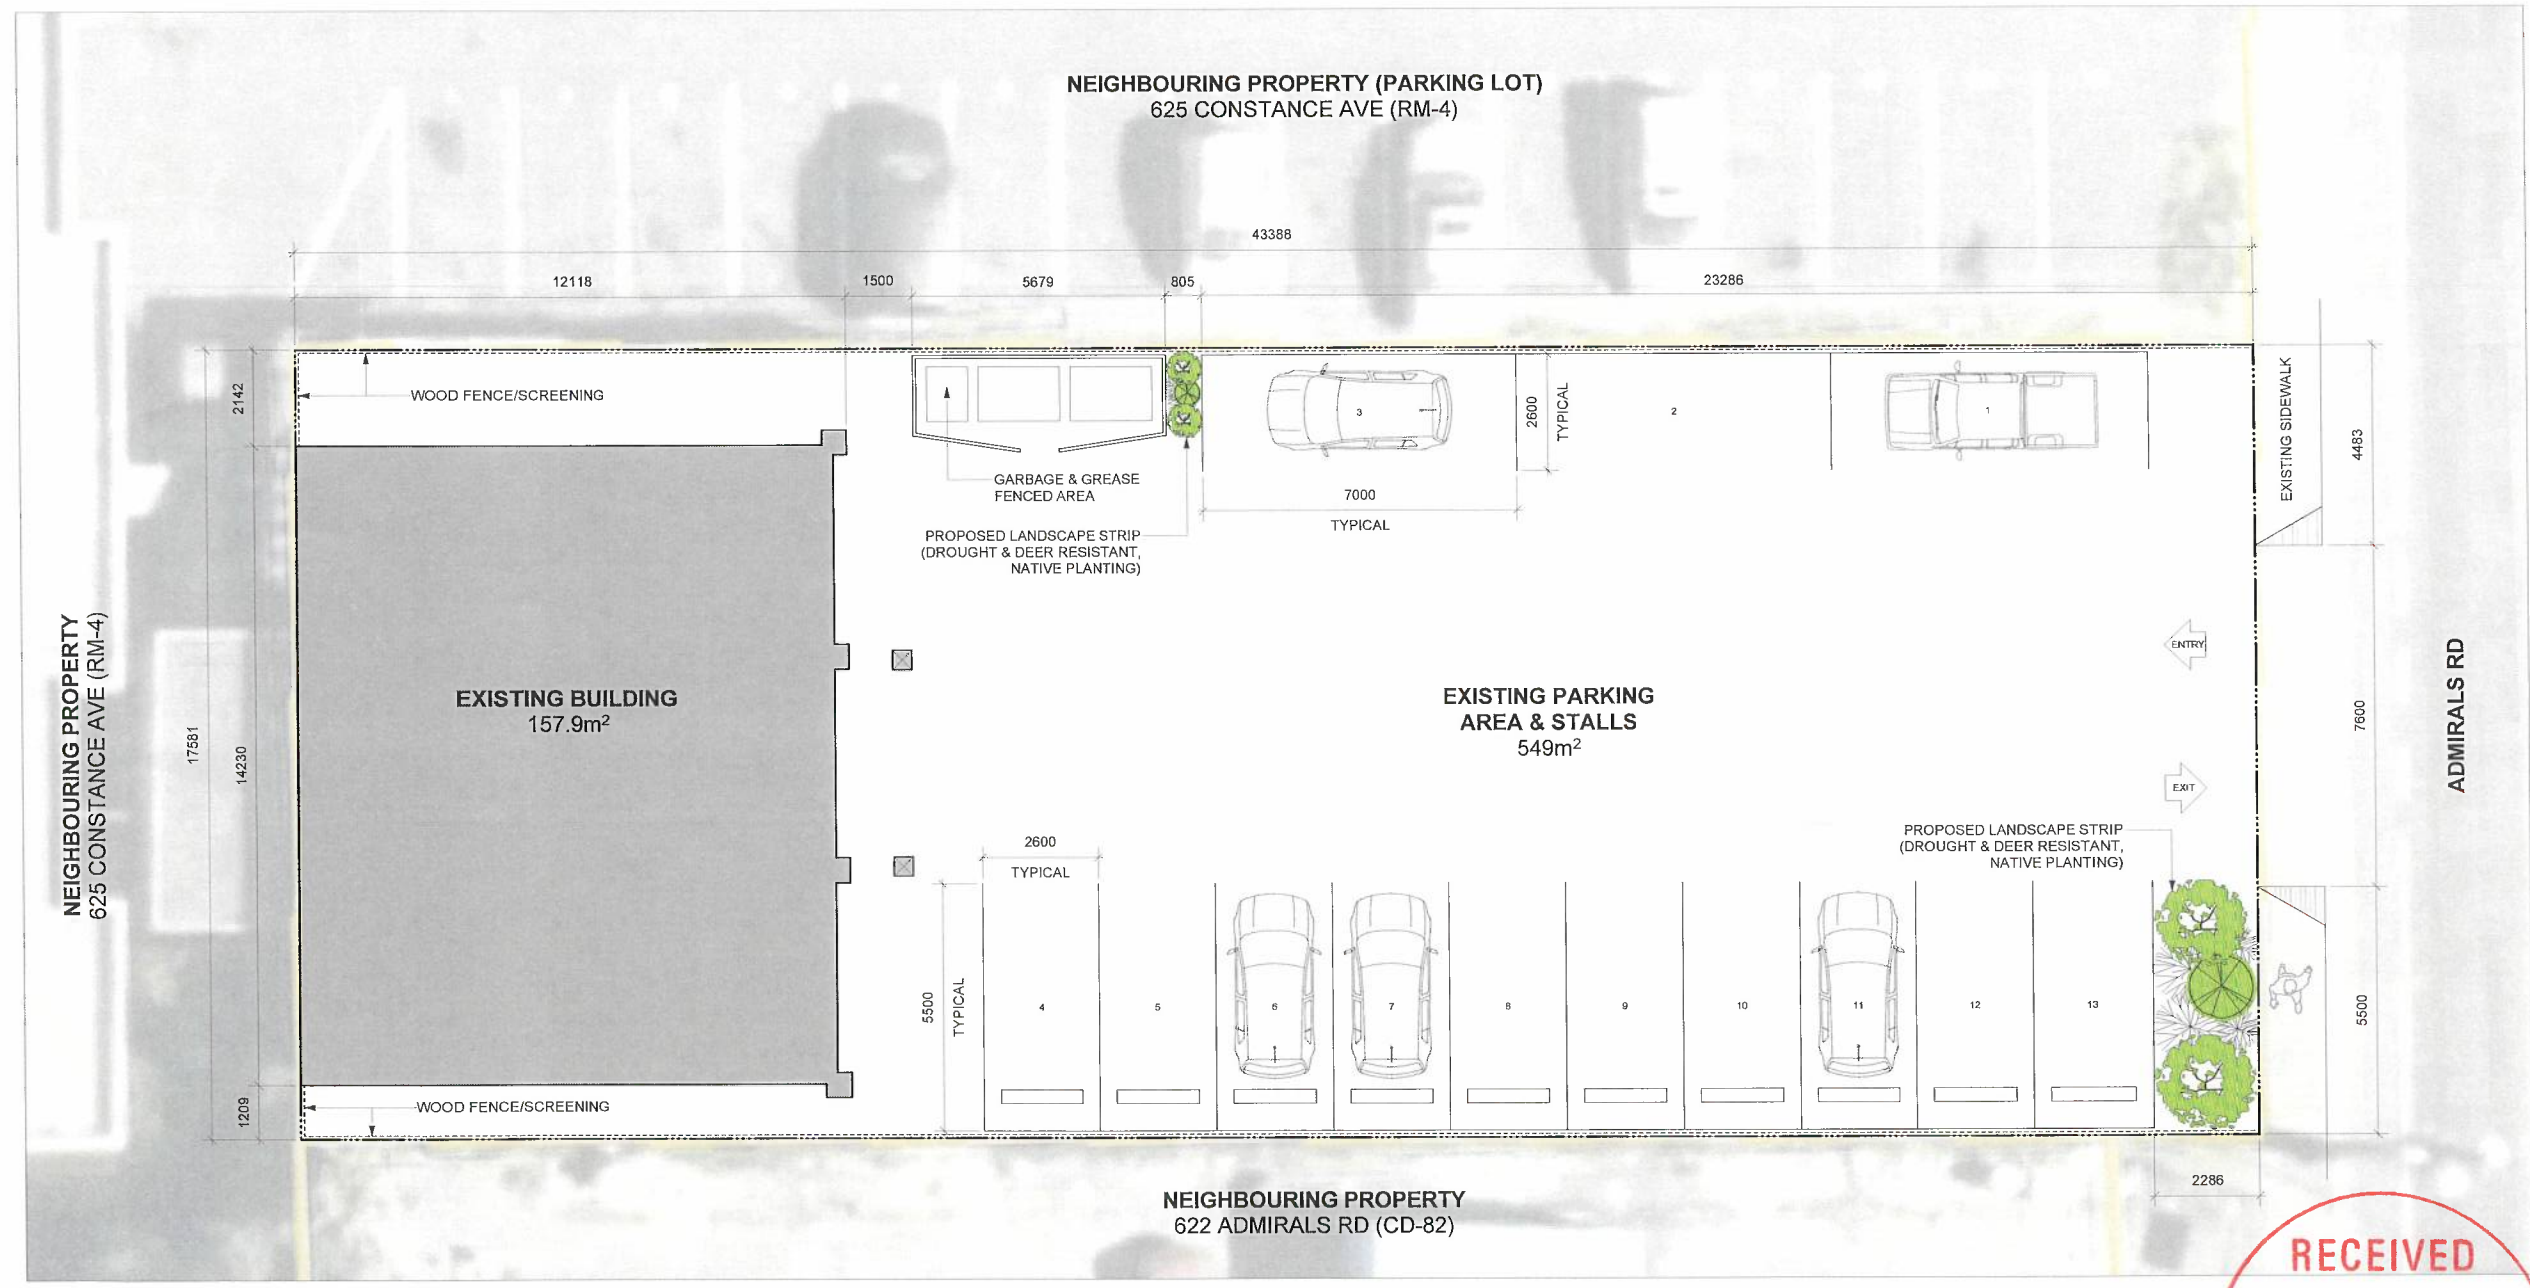 NEIGHBOURING PROPERTY (PARKING LOT)
625 CONSTANCE AVE (RM-4)
43388
12118
1500
5679
805
23286
2142
WOOD FENCE/SCREENING
3
2600
TYPICAL
2
1
EXISTING SIDEWALK
4483
GARBAGE & GREASE
FENCED AREA
7000
TYPICAL
PROPOSED LANDSCAPE STRIP
(DROUGHT & DEER RESISTANT,
NATIVE PLANTING)
ENTRY
NEIGHBOURING PROPERTY
625 CONSTANCE AVE (RM-4)
17581
14230
EXISTING BUILDING
157.9m²
EXISTING PARKING
AREA & STALLS
549m²
7600
ADMIRALS RD
EXIT
PROPOSED LANDSCAPE STRIP
(DROUGHT & DEER RESISTANT,
NATIVE PLANTING)
2600
TYPICAL
5500
TYPICAL
4
5
6
7
8
9
10
11
12
13
5500
1209
WOOD FENCE/SCREENING
2286
NEIGHBOURING PROPERTY
622 ADMIRALS RD (CD-82)
RECEIVED